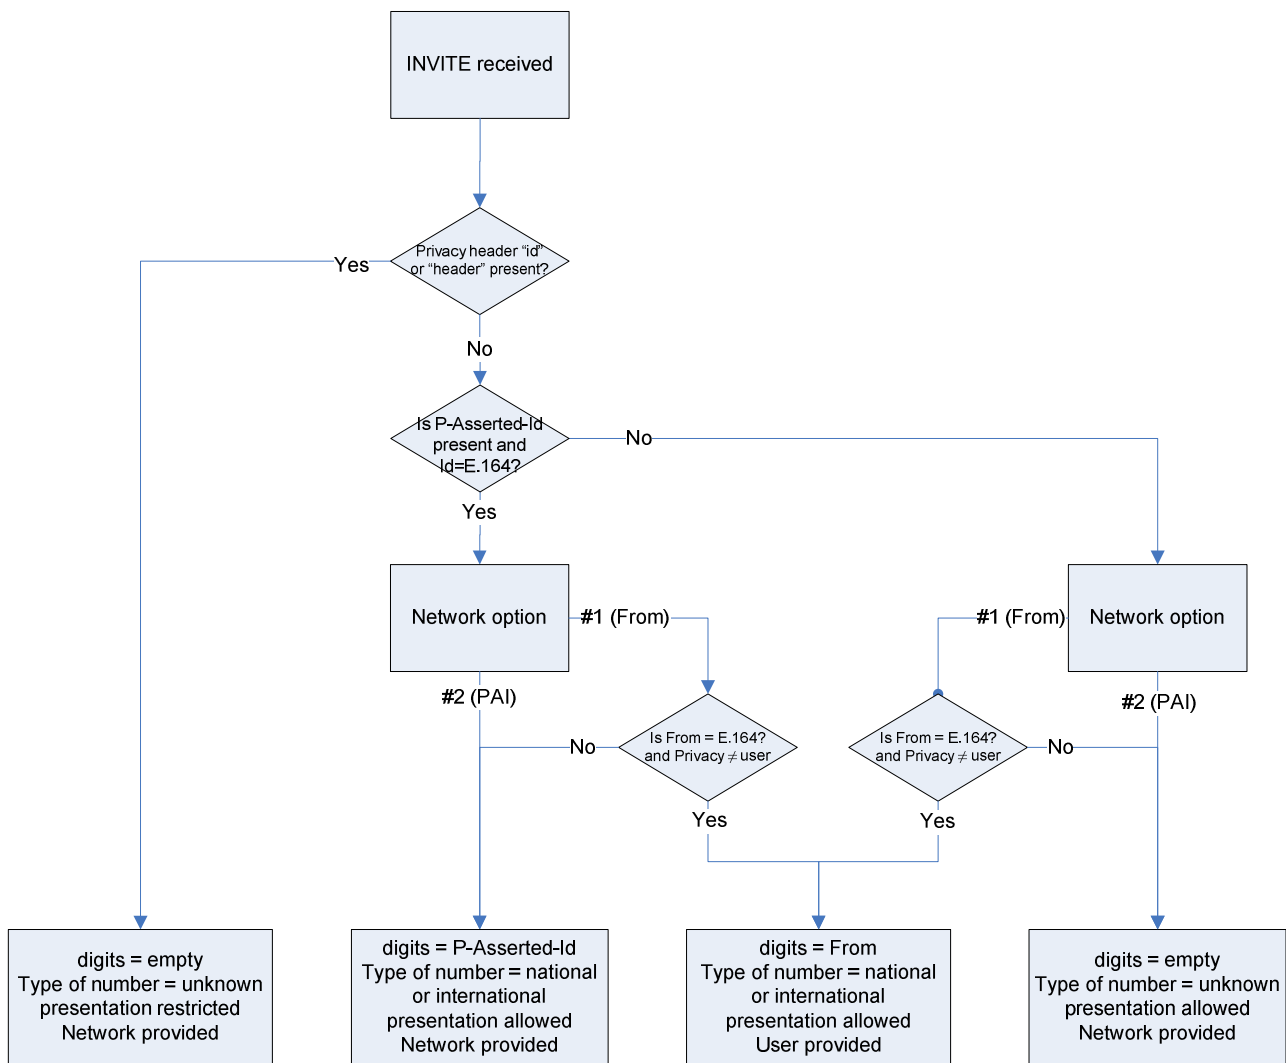 INVITE received
Privacy header “id”
or “header” present?
Yes
No
Is P-Asserted-Id
present and
Id=E.164?
No
Yes
Network option
#1 (From)
#2 (PAI)
#1 (From)
Network option
#2 (PAI)
Is From = E.164?
and Privacy ≠ user
No
Yes
Is From = E.164?
and Privacy ≠ user
No
Yes
digits = empty
Type of number = unknown
presentation restricted
Network provided
digits = P-Asserted-Id
Type of number = national
or international
presentation allowed
Network provided
digits = From
Type of number = national
or international
presentation allowed
User provided
digits = empty
Type of number = unknown
presentation allowed
Network provided